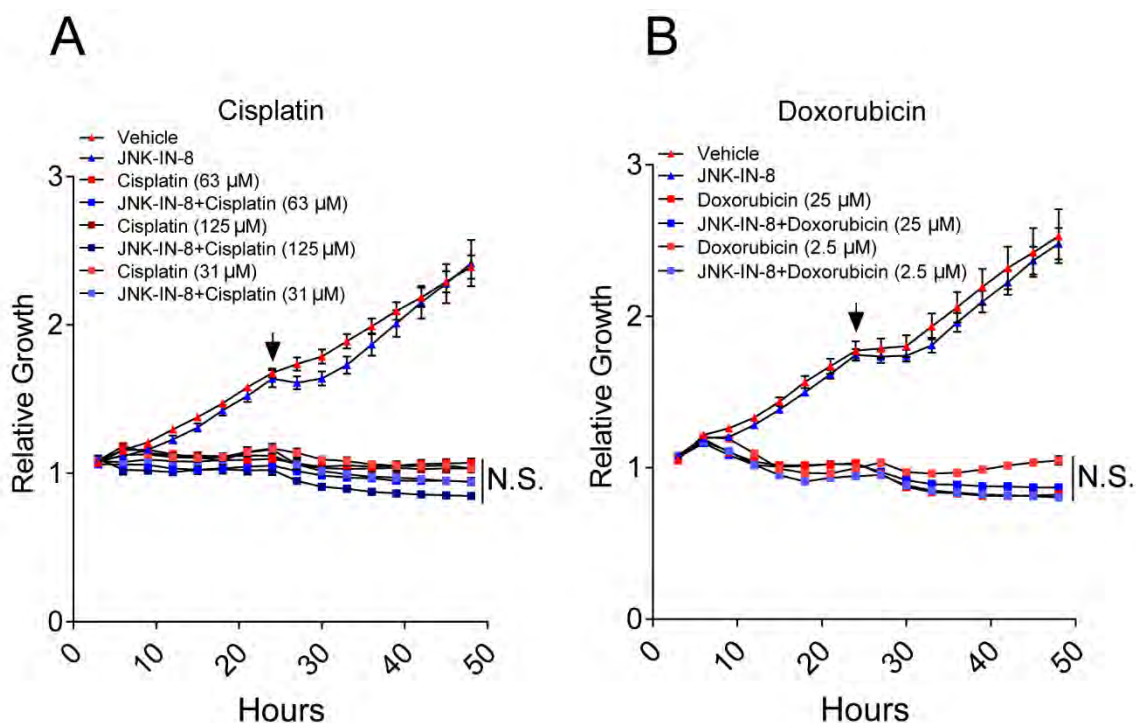 A
Cisplatin
Vehicle
JNK-IN-8
Cisplatin (63 µM)
JNK-IN-8+Cisplatin (63 µM)
Cisplatin (125 µM)
JNK-IN-8+Cisplatin (125 µM)
Cisplatin (31 µM)
JNK-IN-8+Cisplatin (31 µM)
Relative Growth
3
2
1
0
N.S.
0 10 20 30 40 50
Hours
B
Doxorubicin
Vehicle
JNK-IN-8
Doxorubicin (25 µM)
JNK-IN-8+Doxorubicin (25 µM)
Doxorubicin (2.5 µM)
JNK-IN-8+Doxorubicin (2.5 µM)
Relative Growth
3
2
1
0
N.S.
0 10 20 30 40 50
Hours